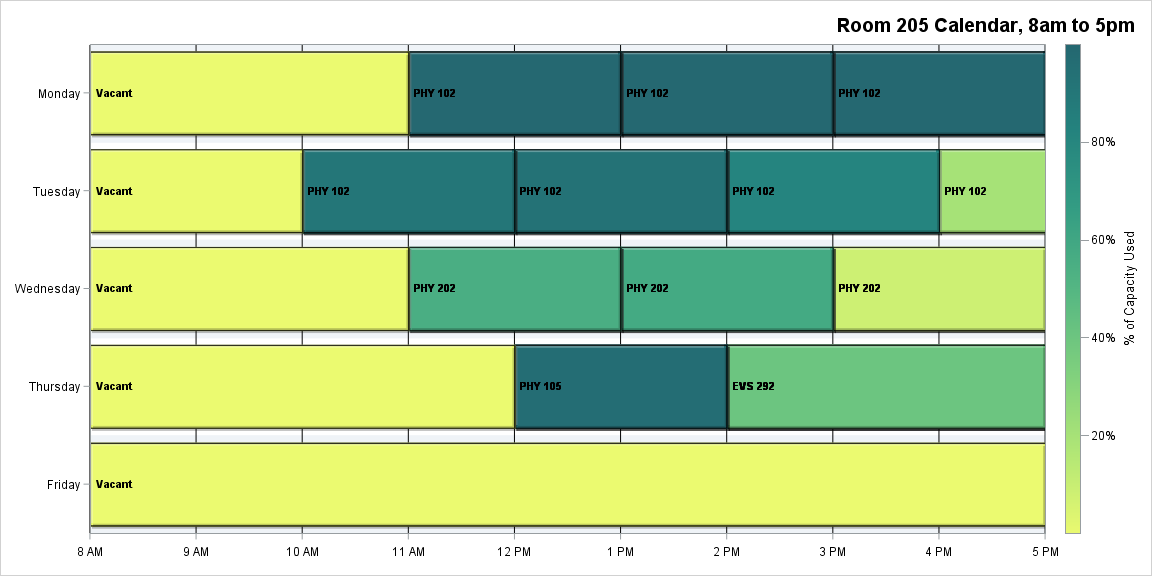 Room 205 Calendar, 8am to 5pm
Monday
Vacant
PHY 102
PHY 102
PHY 102
Tuesday
Vacant
PHY 102
PHY 102
PHY 102
PHY 102
Wednesday
Vacant
PHY 202
PHY 202
PHY 202
Thursday
Vacant
PHY 105
EVS 292
Friday
Vacant
8 AM
9 AM
10 AM
11 AM
12 PM
1 PM
2 PM
3 PM
4 PM
5 PM
80%
60%
40%
20%
% of Capacity Used